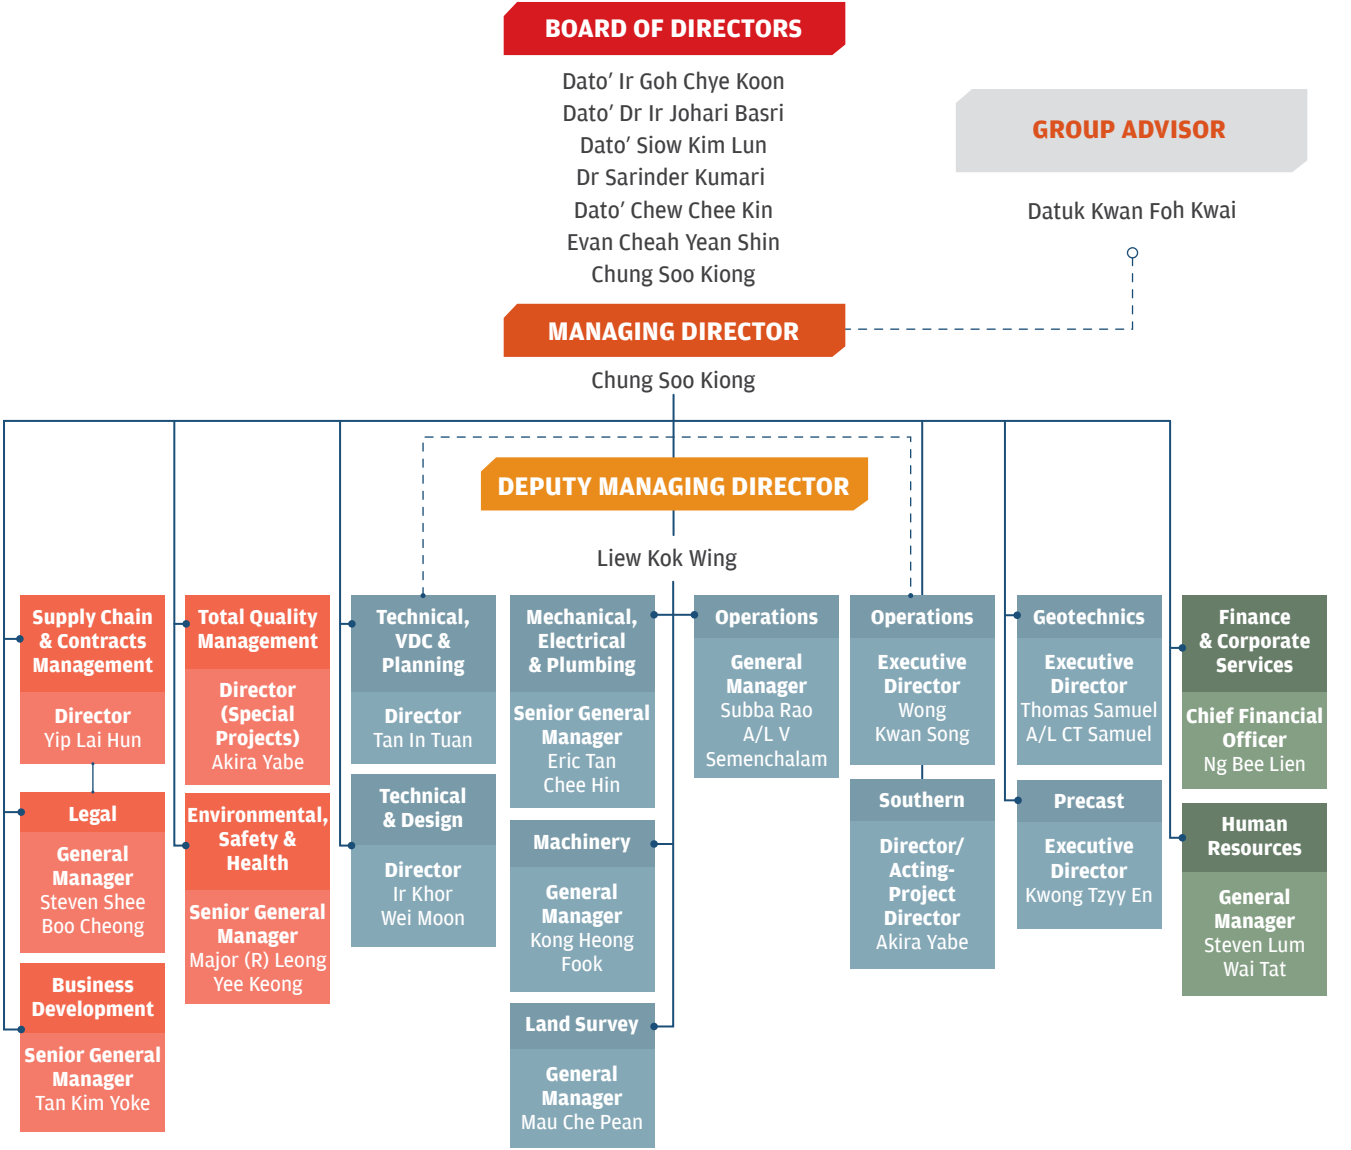 BOARD OF DIRECTORS
Dato’ Ir Goh Chye Koon
Dato’ Dr Ir Johari Basri
Dato’ Siow Kim Lun
Dr Sarinder Kumari
Dato’ Chew Chee Kin
Evan Cheah Yean Shin
Chung Soo Kiong
GROUP ADVISOR
Datuk Kwan Foh Kwai
MANAGING DIRECTOR
Chung Soo Kiong
DEPUTY MANAGING DIRECTOR
Liew Kok Wing
Supply Chain
& Contracts
Management
Director
Yip Lai Hun
Legal
General
Manager
Steven Shee
Boo Cheong
Business
Development
Senior General
Manager
Tan Kim Yoke
Total Quality
Management
Director
(Special
Projects)
Akira Yabe
Environmental,
Safety &
Health
Senior General
Manager
Major (R) Leong
Yee Keong
Technical,
VDC &
Planning
Director
Tan In Tuan
Technical
& Design
Director
Ir Khor
Wei Moon
Mechanical,
Electrical
& Plumbing
Senior General
Manager
Eric Tan
Chee Hin
Machinery
General
Manager
Kong Heong
Fook
Land Survey
General
Manager
Mau Che Pean
Operations
General
Manager
Subba Rao
A/L V
Semenchalam
Operations
Executive
Director
Wong
Kwan Song
Southern
Director/
Acting-
Project
Director
Akira Yabe
Geotechnics
Executive
Director
Thomas Samuel
A/L CT Samuel
Precast
Executive
Director
Kwong Tzyy En
Finance
& Corporate
Services
Chief Financial
Officer
Ng Bee Lien
Human
Resources
General
Manager
Steven Lum
Wai Tat